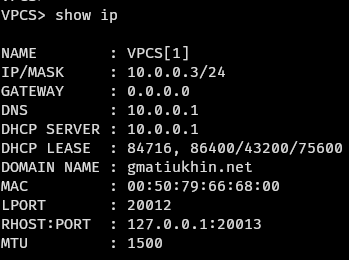 VPCS> show ip
NAME        : VPCS[1]
IP/MASK     : 10.0.0.3/24
GATEWAY     : 0.0.0.0
DNS         : 10.0.0.1
DHCP SERVER : 10.0.0.1
DHCP LEASE  : 84716, 86400/43200/75600
DOMAIN NAME : gmatiukhin.net
MAC         : 00:50:79:66:68:00
LPORT       : 20012
RHOST:PORT  : 127.0.0.1:20013
MTU         : 1500